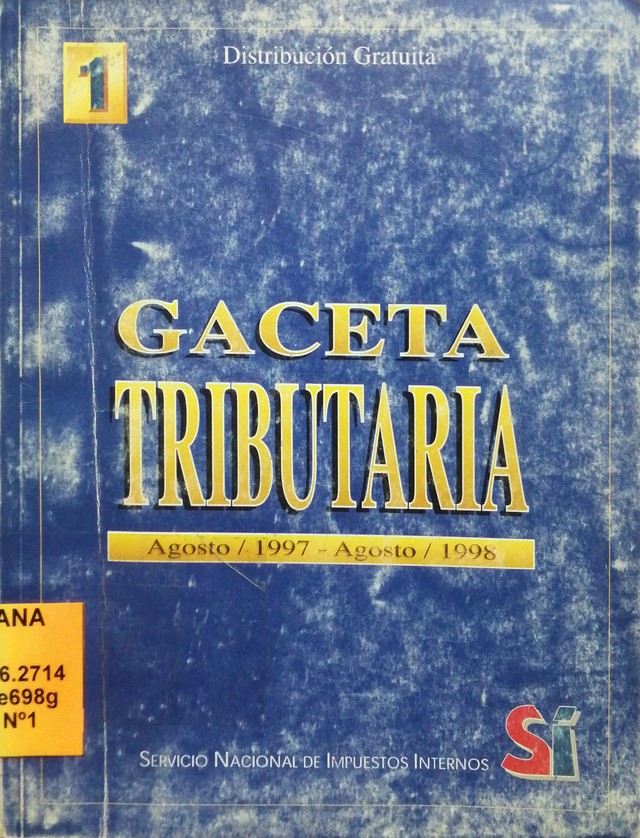 1
Distribución Gratuita
GACETA
TRIBUTARIA
Agosto / 1997 - Agosto / 1998
ANA
6.2714
e698g
Nº1
SERVICIO NACIONAL DE IMPUESTOS INTERNOS
Sí